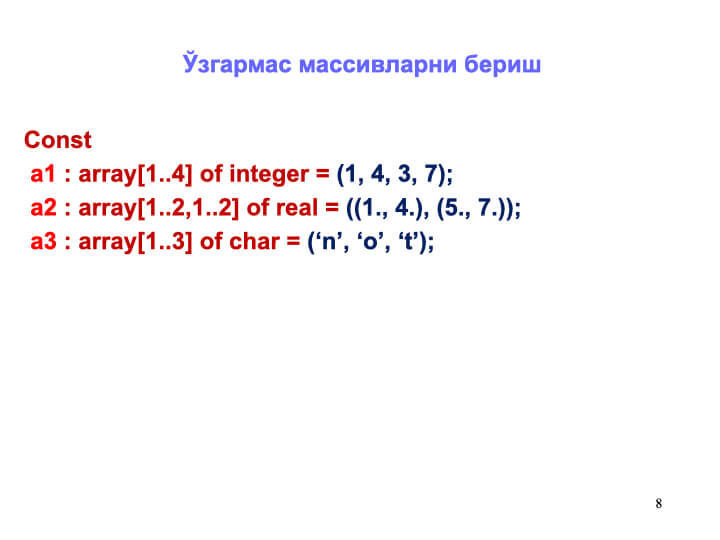 Ўзгармас массивларни бериш
Const
a1 : array[1..4] of integer = (1, 4, 3, 7);
a2 : array[1..2,1..2] of real = ((1., 4.), (5., 7.));
a3 : array[1..3] of char = (‘n’, ‘o’, ‘t’);
8